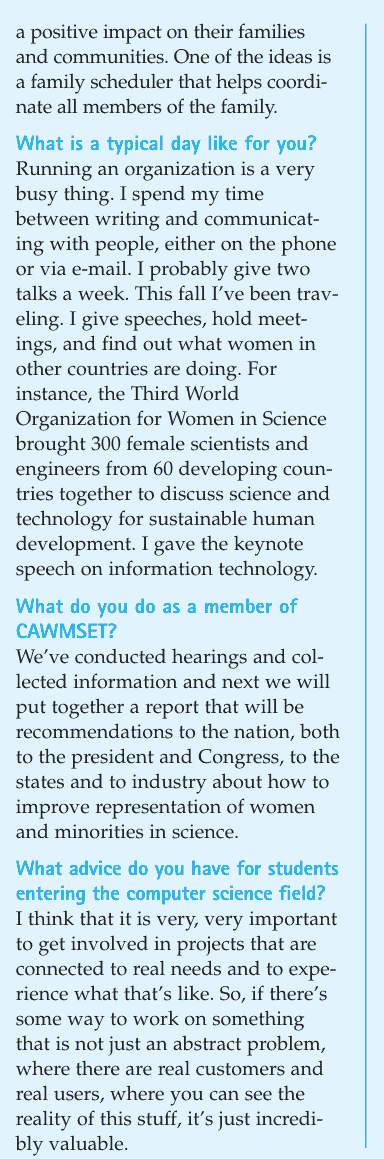 a positive impact on their families
and communities. One of the ideas is
a family scheduler that helps coordi-
nate all members of the family.
What is a typical day like for you?
Running an organization is a very
busy thing. I spend my time
between writing and communicat-
ing with people, either on the phone
or via e-mail. I probably give two
talks a week. This fall I've been trav-
eling. I give speeches, hold meet-
ings, and find out what women in
other countries are doing. For
instance, the Third World
Organization for Women in Science
brought 300 female scientists and
engineers from 60 developing coun-
tries together to discuss science and
technology for sustainable human
development. I gave the keynote
speech on information technology.
What do you do as a member of
CAWMSET?
We've conducted hearings and col-
lected information and next we will
put together a report that will be
recommendations to the nation, both
to the president and Congress, to the
states and to industry about how to
improve representation of women
and minorities in science.
What advice do you have for students
entering the computer science field?
I think that it is very, very important
to get involved in projects that are
connected to real needs and to expe-
rience what that's like. So, if there's
some way to work on something
that is not just an abstract problem,
where there are real customers and
real users, where you can see the
reality of this stuff, it's just incredi-
bly valuable.